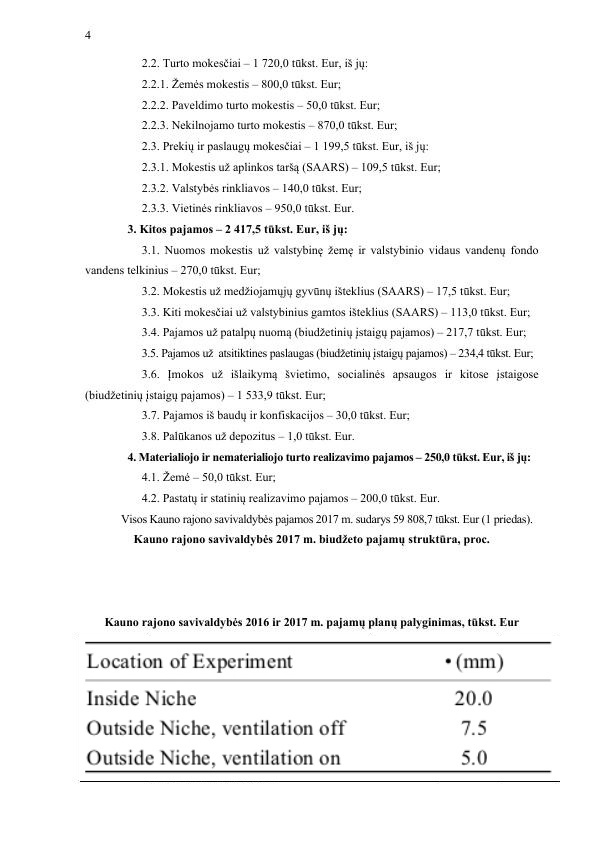 4
2.2. Turto mokesčiai – 1 720,0 tūkst. Eur, iš jų:
2.2.1. Žemės mokestis – 800,0 tūkst. Eur;
2.2.2. Paveldimo turto mokestis – 50,0 tūkst. Eur;
2.2.3. Nekilnojamo turto mokestis – 870,0 tūkst. Eur;
2.3. Prekių ir paslaugų mokesčiai – 1 199,5 tūkst. Eur, iš jų:
2.3.1. Mokestis už aplinkos taršą (SAARS) – 109,5 tūkst. Eur;
2.3.2. Valstybės rinkliavos – 140,0 tūkst. Eur;
2.3.3. Vietinės rinkliavos – 950,0 tūkst. Eur.
3. Kitos pajamos – 2 417,5 tūkst. Eur, iš jų:
3.1. Nuomos mokestis už valstybinę žemę ir valstybinio vidaus vandenų fondo
vandens telkinius – 270,0 tūkst. Eur;
3.2. Mokestis už medžiojamųjų gyvūnų išteklius (SAARS) – 17,5 tūkst. Eur;
3.3. Kiti mokesčiai už valstybinius gamtos išteklius (SAARS) – 113,0 tūkst. Eur;
3.4. Pajamos už patalpų nuomą (biudžetinių įstaigų pajamos) – 217,7 tūkst. Eur;
3.5. Pajamos už atsitiktines paslaugas (biudžetinių įstaigų pajamos) – 234,4 tūkst. Eur;
3.6. Įmokos už išlaikymą švietimo, socialinės apsaugos ir kitose įstaigose
(biudžetinių įstaigų pajamos) – 1 533,9 tūkst. Eur;
3.7. Pajamos iš baudų ir konfiskacijos – 30,0 tūkst. Eur;
3.8. Palūkanos už depozitus – 1,0 tūkst. Eur.
4. Materialiojo ir nematerialiojo turto realizavimo pajamos – 250,0 tūkst. Eur, iš jų:
4.1. Žemė – 50,0 tūkst. Eur;
4.2. Pastatų ir statinių realizavimo pajamos – 200,0 tūkst. Eur.
Visos Kauno rajono savivaldybės pajamos 2017 m. sudarys 59 808,7 tūkst. Eur (1 priedas).
Kauno rajono savivaldybės 2017 m. biudžeto pajamų struktūra, proc.
Kauno rajono savivaldybės 2016 ir 2017 m. pajamų planų palyginimas, tūkst. Eur
Location of Experiment • (mm)
Inside Niche 20.0
Outside Niche, ventilation off 7.5
Outside Niche, ventilation on 5.0